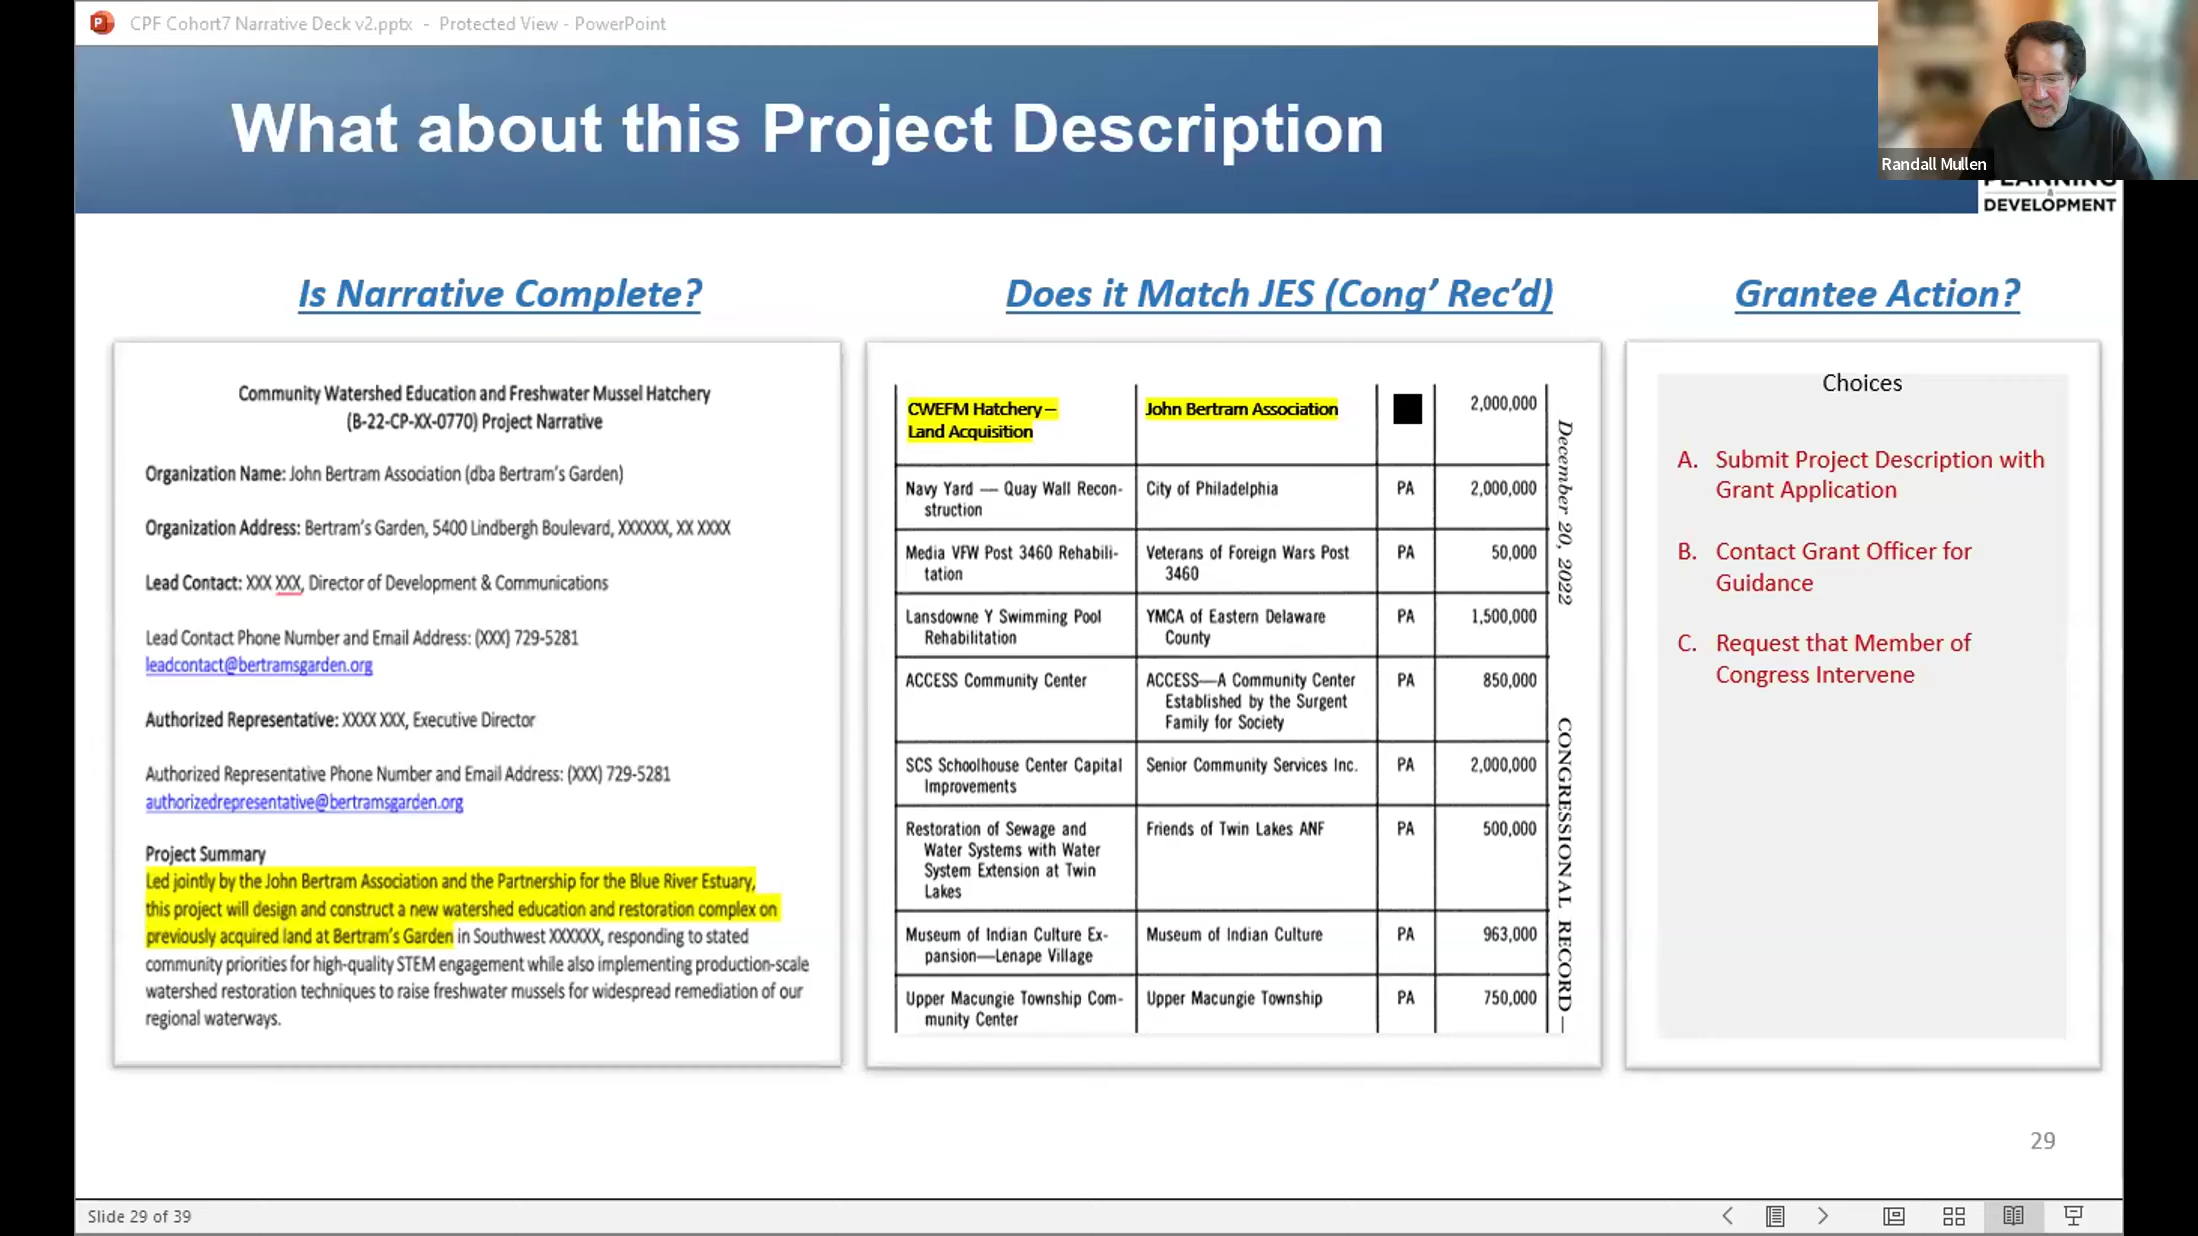 CPF Cohort7 Narrative Deck v2.pptx - Protected View - PowerPoint
What about this Project Description
Randall Mullen
PLANNING
&
DEVELOPMENT
Is Narrative Complete?
Community Watershed Education and Freshwater Mussel Hatchery
(B-22-CP-XX-0770) Project Narrative
Organization Name: John Bertram Association (dba Bertram's Garden)
Organization Address: Bertram's Garden, 5400 Lindbergh Boulevard, XXXXXX, XX XXXX
Lead Contact: XXX XXX, Director of Development & Communications
Lead Contact Phone Number and Email Address: (XXX) 729-5281
leadcontact@bertramsgarden.org
Authorized Representative: XXXX XXX, Executive Director
Authorized Representative Phone Number and Email Address: (XXX) 729-5281
authorizedrepresentative@bertramsgarden.org
Project Summary
Led jointly by the John Bertram Association and the Partnership for the Blue River Estuary,
this project will design and construct a new watershed education and restoration complex on
previously acquired land at Bertram's Garden in Southwest XXXXXX, responding to stated
community priorities for high-quality STEM engagement while also implementing production-scale
watershed restoration techniques to raise freshwater mussels for widespread remediation of our
regional waterways.
Does it Match JES (Cong' Rec'd)
CWEFM Hatchery – John Bertram Association 2,000,000
Land Acquisition
Navy Yard — Quay Wall Recon- City of Philadelphia PA 2,000,000
struction
Media VFW Post 3460 Rehabili- Veterans of Foreign Wars Post PA 50,000
tation 3460
Lansdowne Y Swimming Pool YMCA of Eastern Delaware PA 1,500,000
Rehabilitation County
ACCESS Community Center ACCESS—A Community Center PA 850,000
Established by the Surgent
Family for Society
SCS Schoolhouse Center Capital Senior Community Services Inc. PA 2,000,000
Improvements
Restoration of Sewage and Friends of Twin Lakes ANF PA 500,000
Water Systems with Water
System Extension at Twin
Lakes
Museum of Indian Culture Ex- Museum of Indian Culture PA 963,000
pansion—Lenape Village
Upper Macungie Township Com- Upper Macungie Township PA 750,000
munity Center
December 20, 2022
CONGRESSIONAL RECORD —
Grantee Action?
Choices
A. Submit Project Description with
Grant Application
B. Contact Grant Officer for
Guidance
C. Request that Member of
Congress Intervene
29
Slide 29 of 39